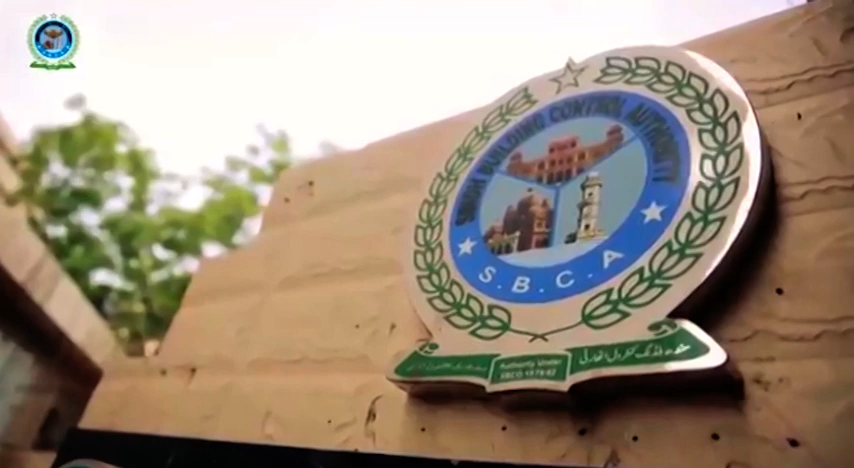 SINDH BUILDING CONTROL AUTHORITY
S.B.C.A
Authority Under
SBCO 1979/82
سندھ بلڈنگ کنٹرول اتھارٹی